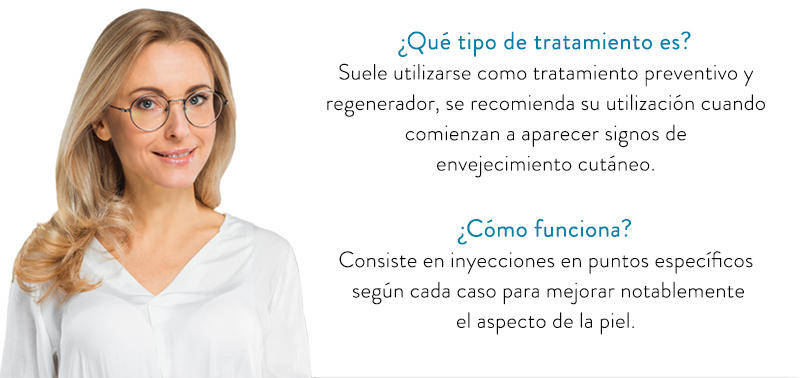 ¿Qué tipo de tratamiento es?
Suele utilizarse como tratamiento preventivo y
regenerador, se recomienda su utilización cuando
comienzan a aparecer signos de
envejecimiento cutáneo.
¿Cómo funciona?
Consiste en inyecciones en puntos específicos
según cada caso para mejorar notablemente
el aspecto de la piel.